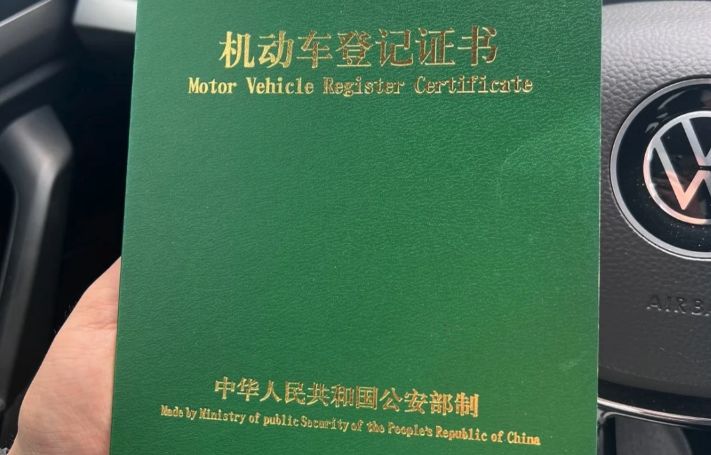 机动车登记证书
Motor Vehicle Register Certificate
AIRBA
中华人民共和国公安部制
Made by Ministry of public Security of the People's Republic of China